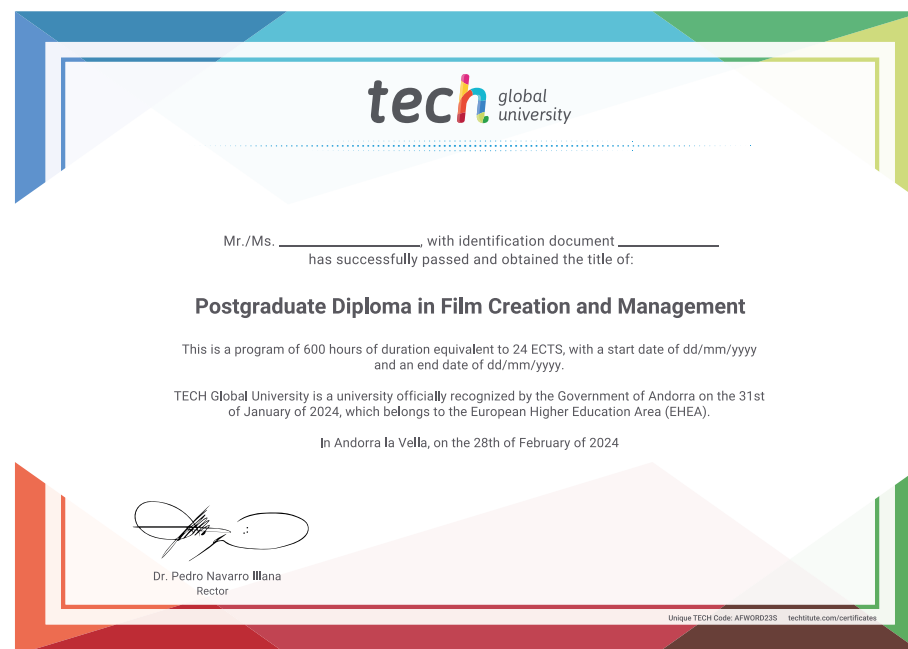 tech global
university
Mr./Ms. ____________________, with identification document ______________
has successfully passed and obtained the title of:
Postgraduate Diploma in Film Creation and Management
This is a program of 600 hours of duration equivalent to 24 ECTS, with a start date of dd/mm/yyyy
and an end date of dd/mm/yyyy.
TECH Global University is a university officially recognized by the Government of Andorra on the 31st
of January of 2024, which belongs to the European Higher Education Area (EHEA).
In Andorra la Vella, on the 28th of February of 2024
Dr. Pedro Navarro Illana
Rector
Unique TECH Code: AFWORD23S techtitute.com/certificates